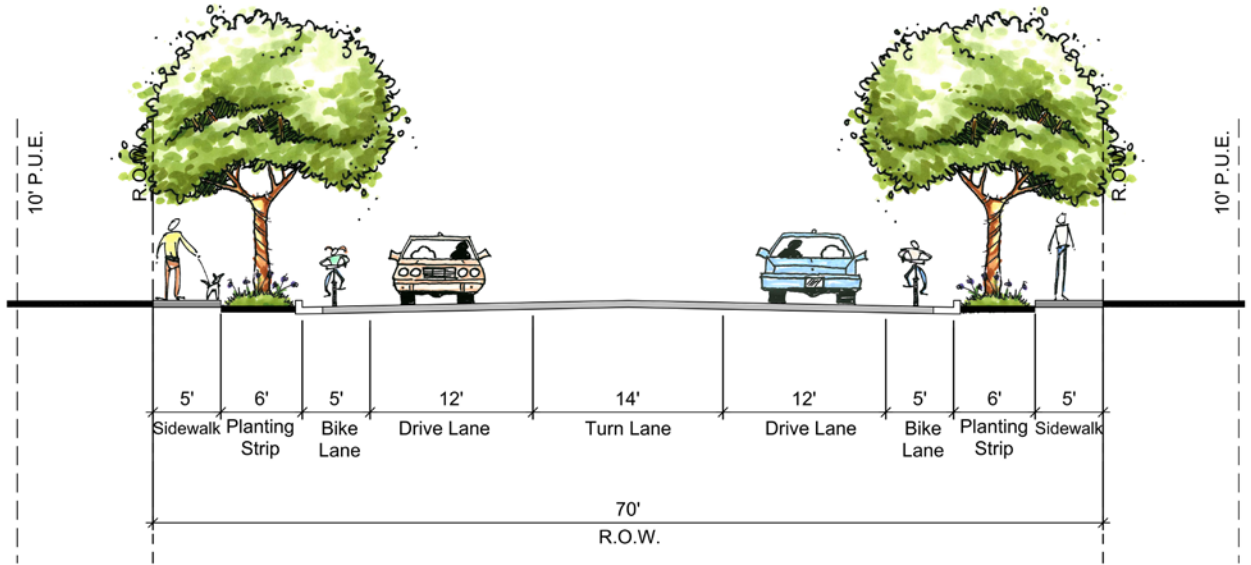 10' P.U.E.
R.O.W.
R.O.W.
10' P.U.E.
5'
6'
5'
12'
14'
12'
5'
6'
5'
Sidewalk
Planting
Strip
Bike
Lane
Drive Lane
Turn Lane
Drive Lane
Bike
Lane
Planting
Strip
Sidewalk
70'
R.O.W.